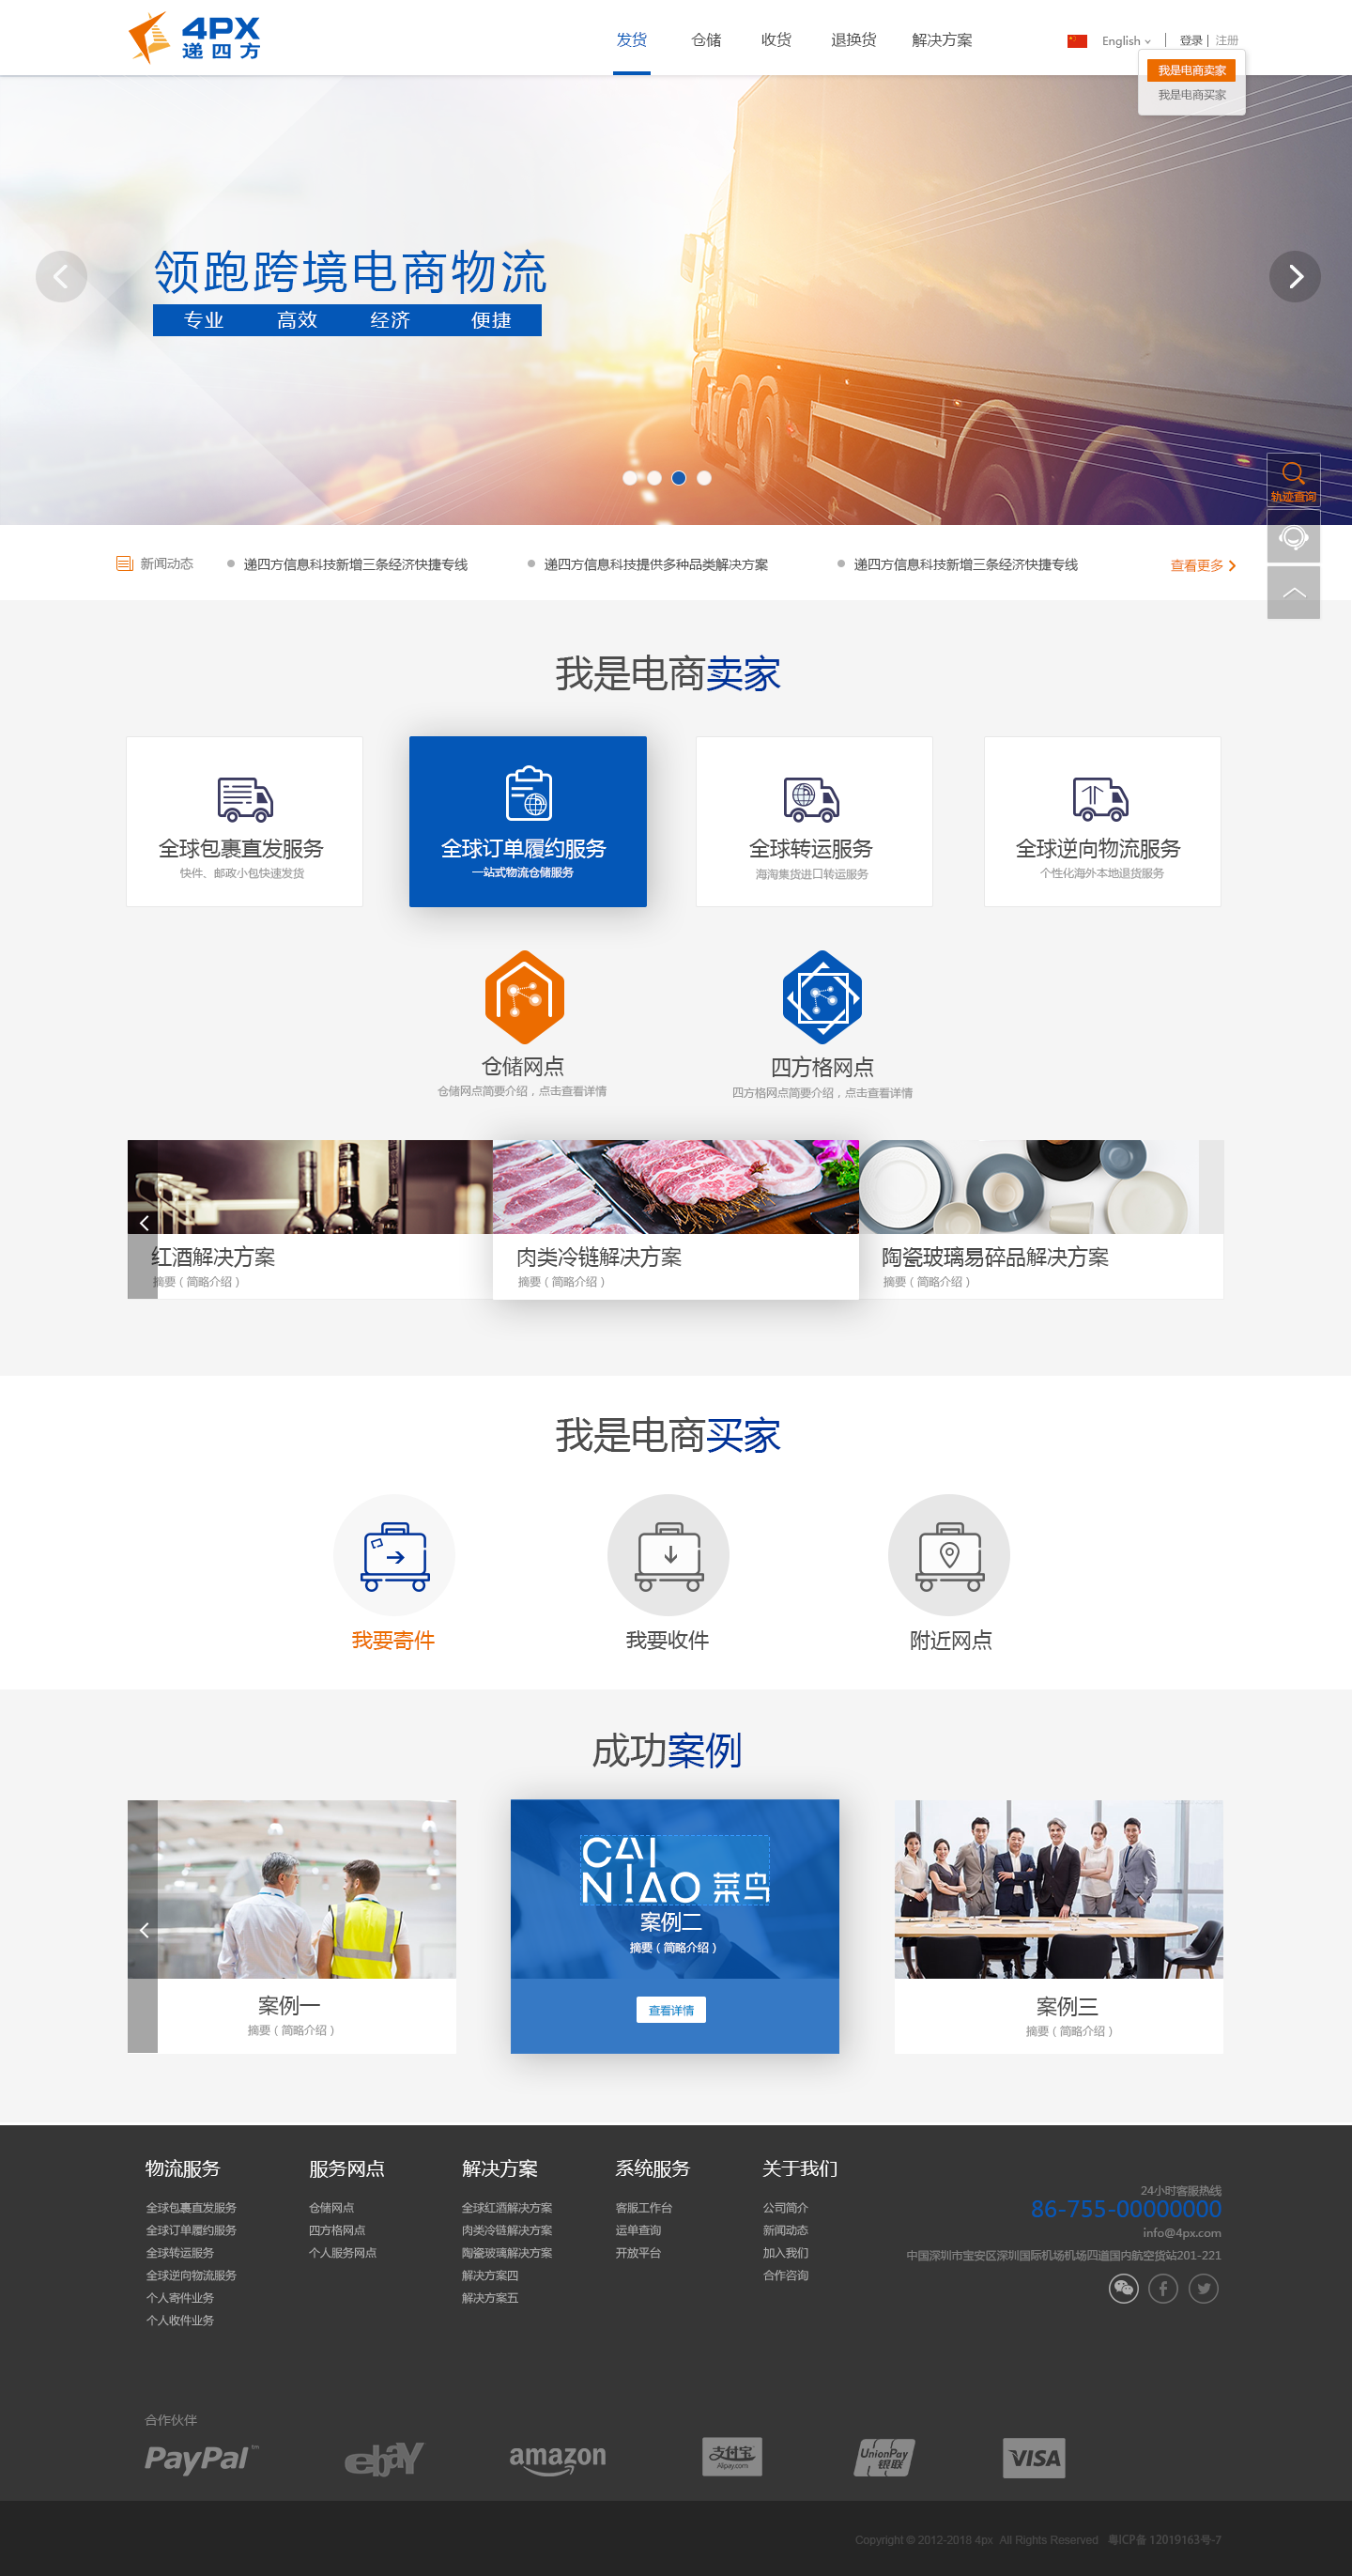 4PX
递四方
发货 仓储 收货 退换货 解决方案
English 登录 | 注册
我是电商卖家
我是电商买家
领跑跨境电商物流
专业 高效 经济 便捷
轨迹查询
新闻动态 递四方信息科技新增三条经济快捷专线 递四方信息科技提供多种品类解决方案 递四方信息科技新增三条经济快捷专线 查看更多
我是电商卖家
全球包裹直发服务 全球订单履约服务 全球转运服务 全球逆向物流服务
快件、邮政小包快速发货 一站式物流仓储服务 海淘集货进口转运服务 个性化海外本地退货服务
仓储网点 四方格网点
仓储网点简要介绍，点击查看详情 四方格网点简要介绍，点击查看详情
红酒解决方案 肉类冷链解决方案 陶瓷玻璃易碎品解决方案
摘要（简略介绍） 摘要（简略介绍） 摘要（简略介绍）
我是电商买家
我要寄件 我要收件 附近网点
成功案例
CAI
NIAO 菜鸟
案例二
摘要（简略介绍）
查看详情
案例一 案例三
摘要（简略介绍） 摘要（简略介绍）
物流服务 服务网点 解决方案 系统服务 关于我们
24小时客服热线
全球包裹直发服务 仓储网点 全球红酒解决方案 客服工作台 公司简介
86-755-00000000
全球订单履约服务 四方格网点 肉类冷链解决方案 运单查询 新闻动态
info@4px.com
全球转运服务 个人服务网点 陶瓷玻璃解决方案 开放平台 加入我们
中国深圳市宝安区深圳国际机场机场四道国内航空货站201-221
全球逆向物流服务 解决方案四 合作咨询
个人寄件业务 解决方案五
个人收件业务
合作伙伴
PayPal ebay amazon 支付宝 Alipay.com UnionPay 银联 VISA
Copyright © 2012-2018 4px All Rights Reserved 粤ICP备 12019163号-7